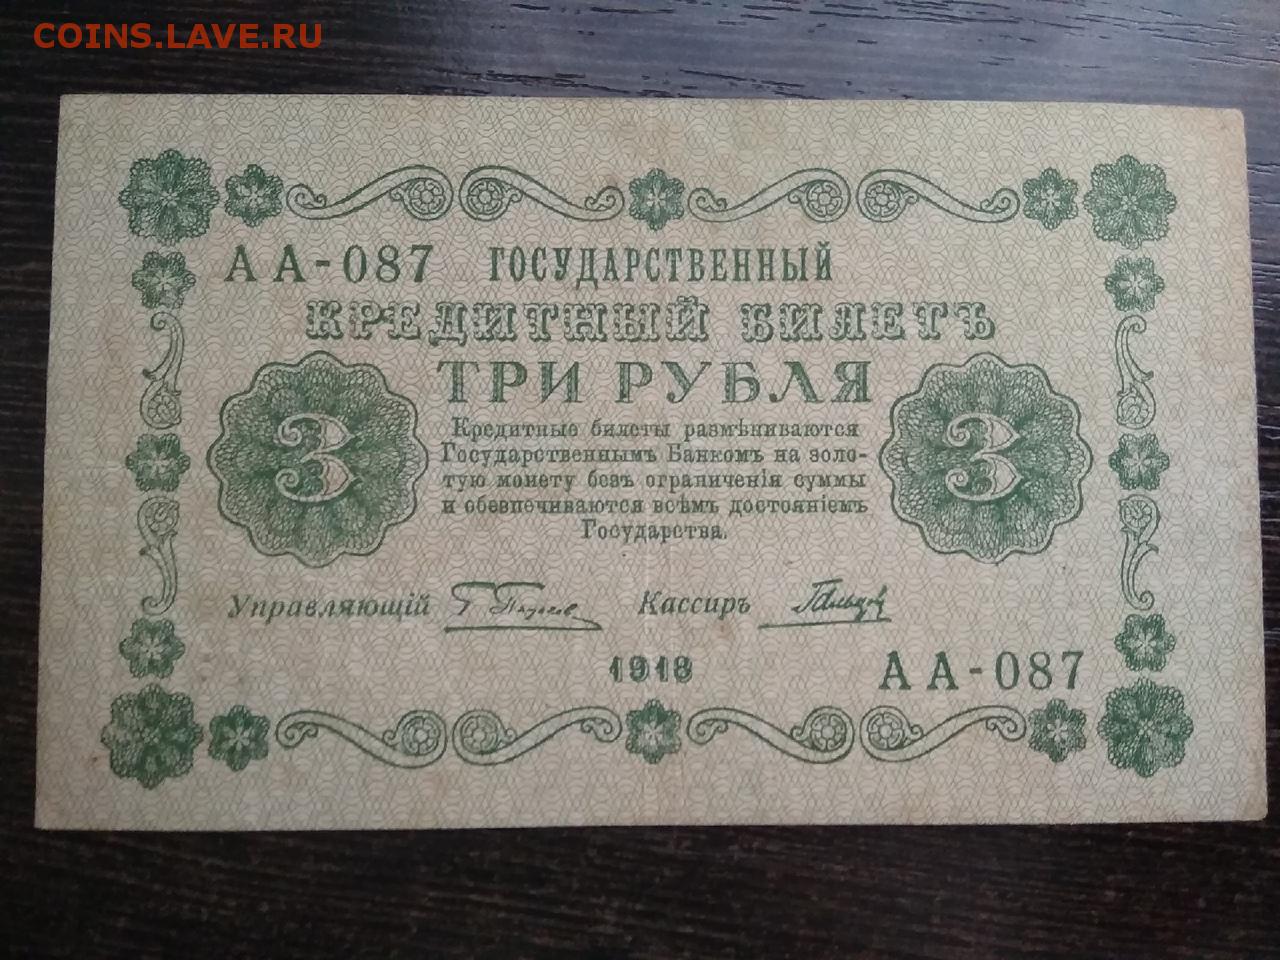 COINS.LAVE.RU
АА-087 ГОСУДАРСТВЕННЫЙ
КРЕДИТНЫЙ БИЛЕТЪ
ТРИ РУБЛЯ
3 3
Кредитные билеты размѣниваются
Государственнымъ Банкомъ на золо-
тую монету безъ ограниченія суммы
и обезпечиваются всѣмъ достояніемъ
Государства.
Управляющій Кассиръ
1918
АА-087